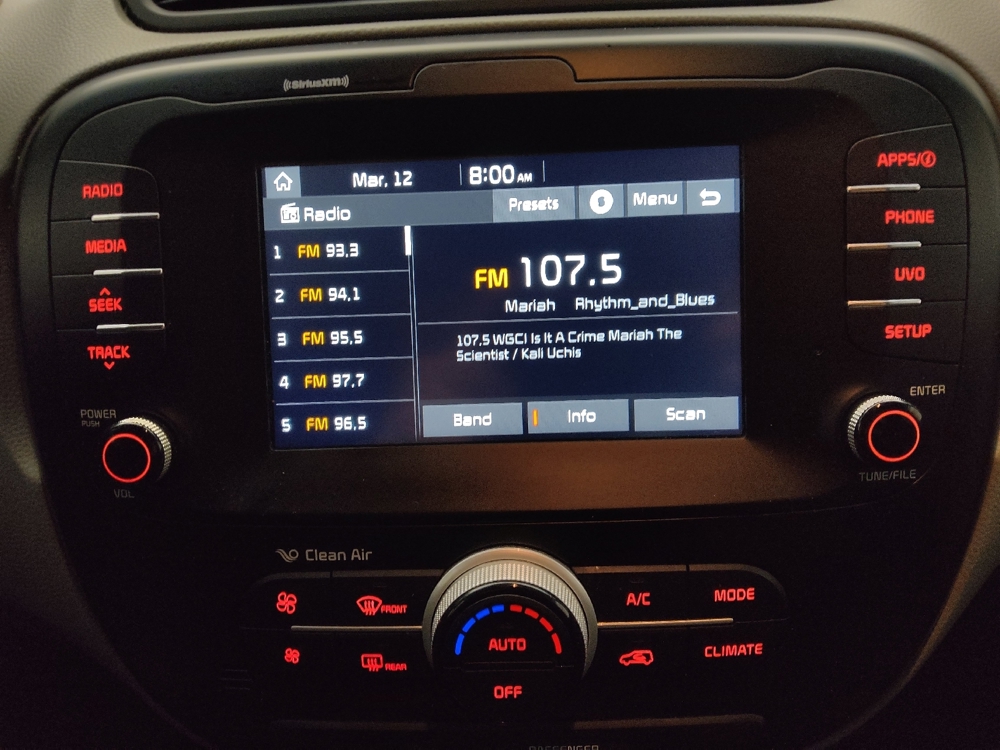 ((SiriusXM))
RADIO
MEDIA
SEEK
TRACK
POWER
PUSH
VOL
Mar. 12
8:00 AM
Radio
Presets
Menu
1 FM 93.3
2 FM 94.1
3 FM 95.5
4 FM 97.7
5 FM 96.5
FM 107.5
Mariah Rhythm_and_Blues
107.5 WGCI Is It A Crime Mariah The
Scientist / Kali Uchis
Band
Info
Scan
APPS/i
PHONE
UVO
SETUP
ENTER
TUNE/FILE
Clean Air
FRONT
REAR
AUTO
OFF
A/C
MODE
CLIMATE
PASSENGER